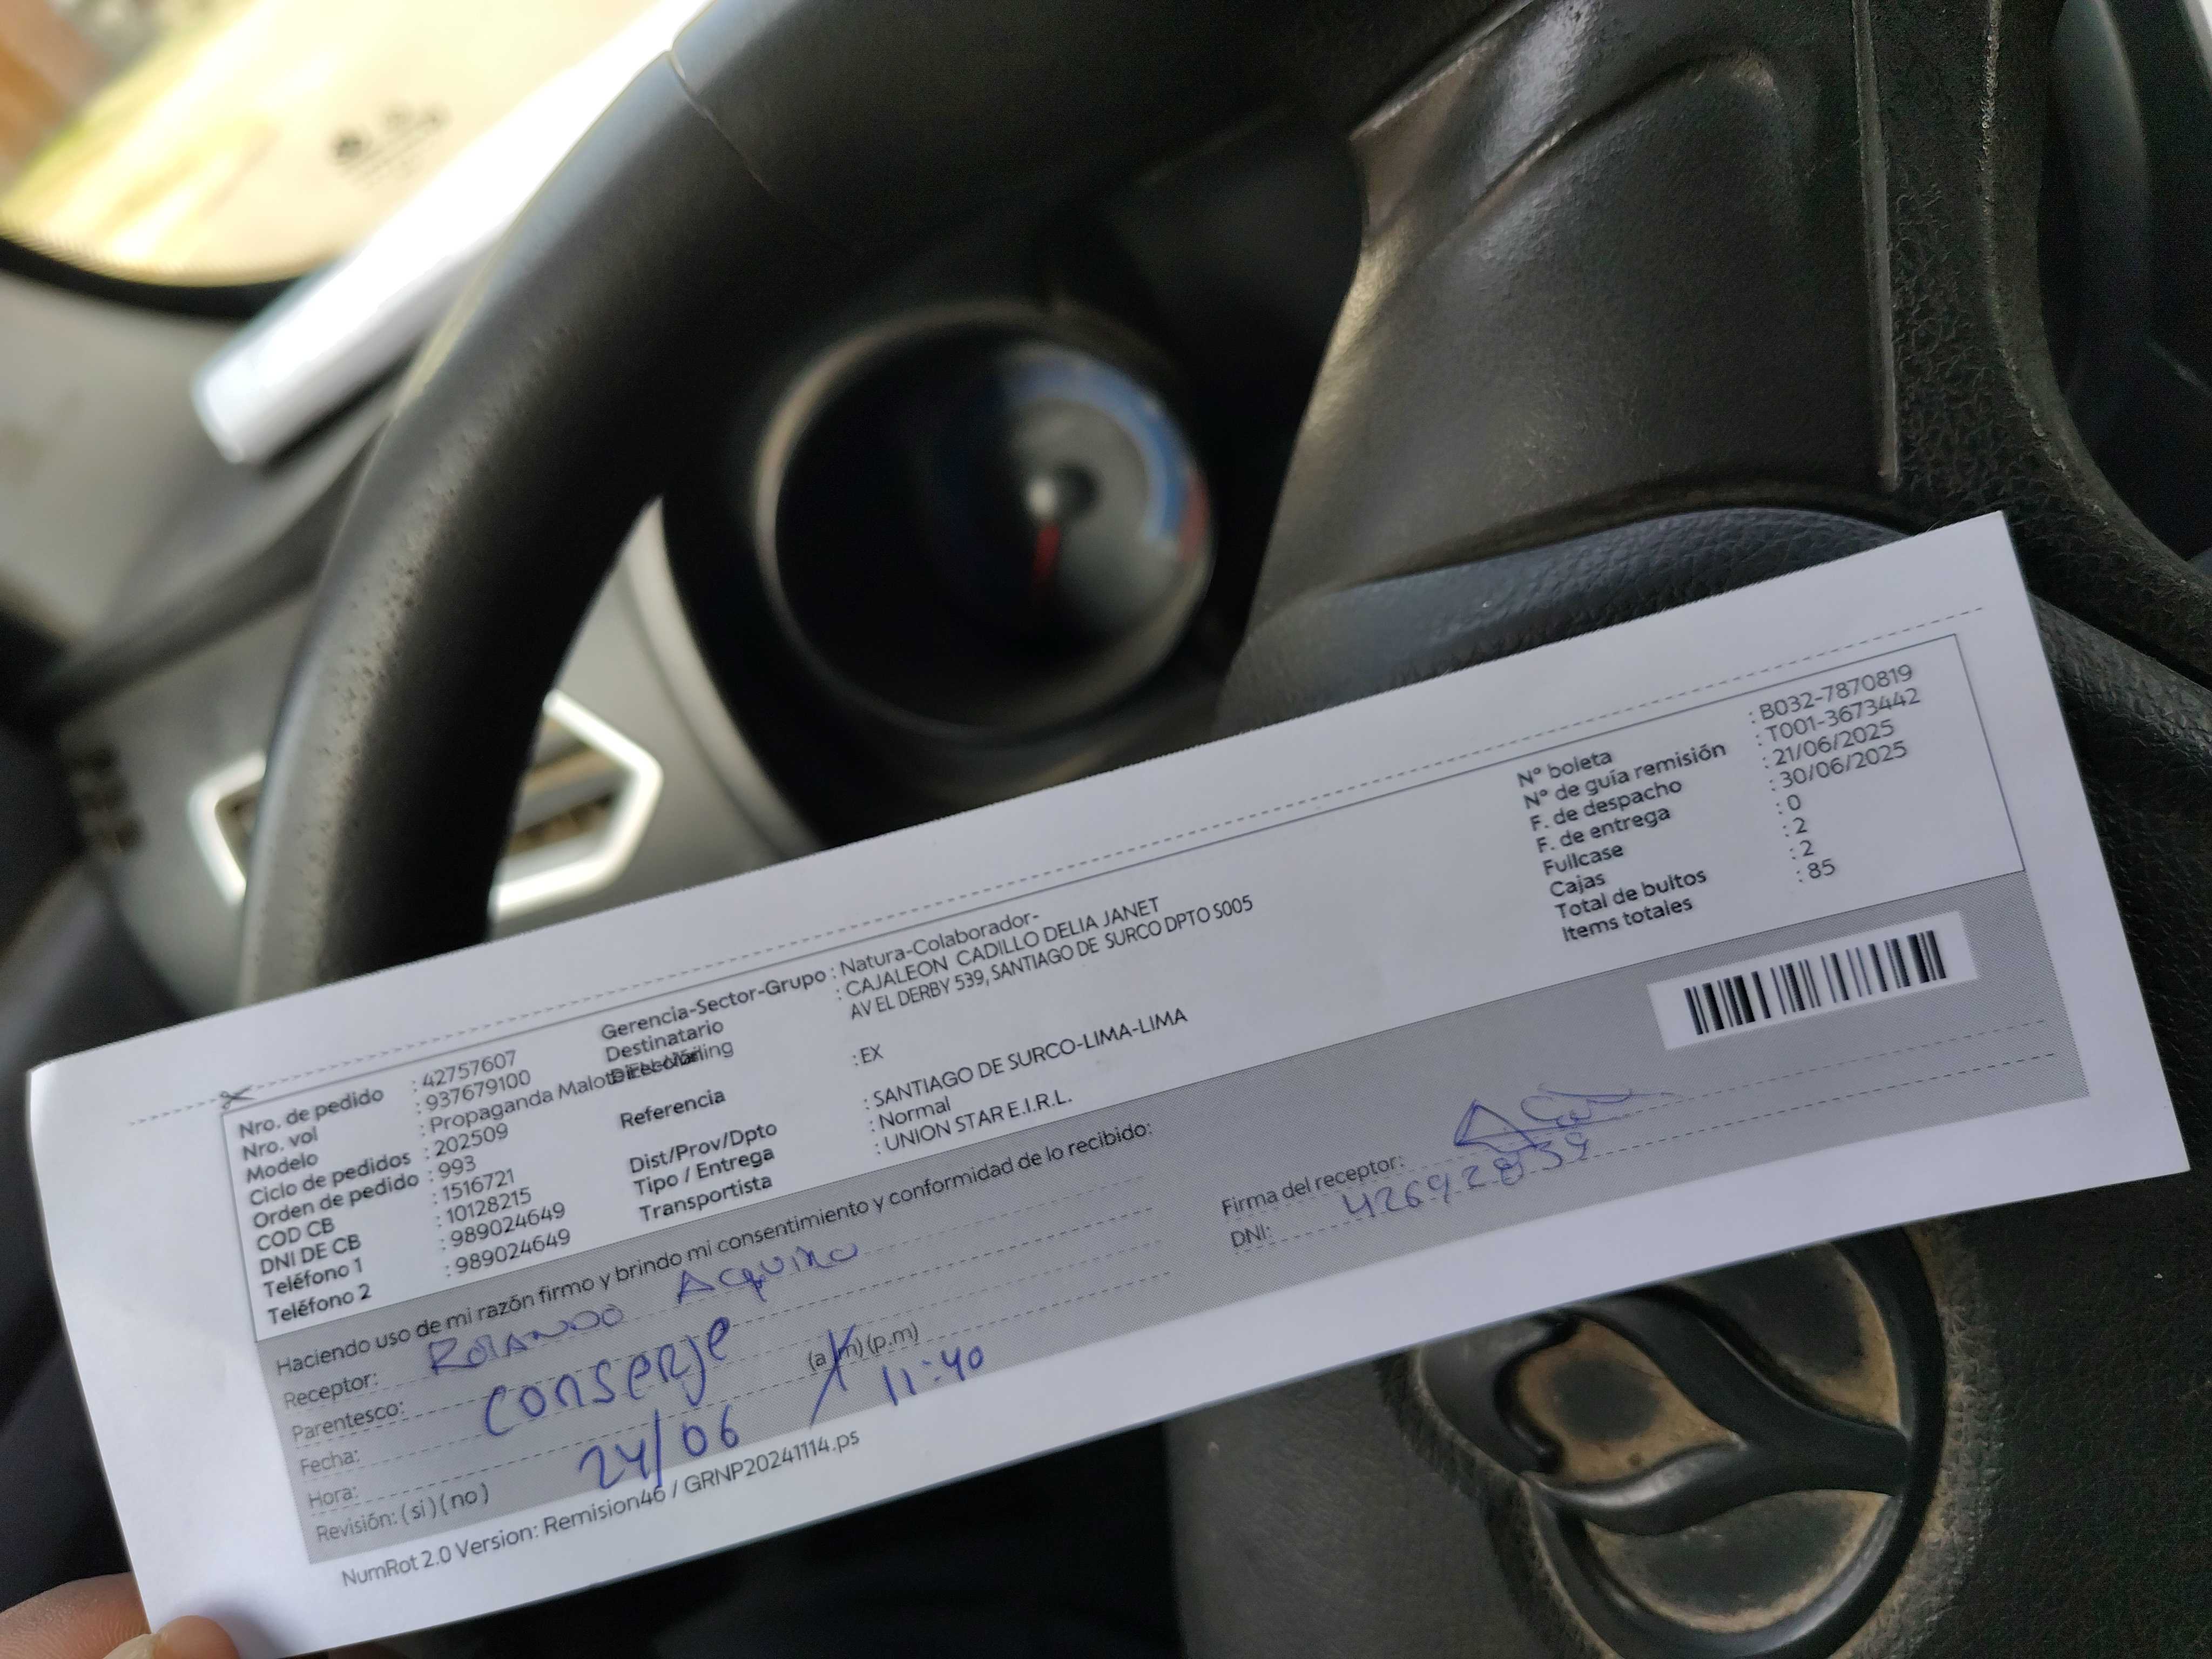 Nro. de pedido : 42757607
Nro. vol : 937679100
Modelo : Propaganda
Ciclo de pedidos : 202509
Orden de pedido : 993
COD CB : 1516721
DNI DE CB : 10128215
Teléfono 1 : 989024649
Teléfono 2 : 989024649
Gerencia-Sector-Grupo : Natura-Colaborador-
Destinatario : CAJALEON CADILLO DELIA JANET
AV EL DERBY 539, SANTIAGO DE SURCO DPTO S005
Referencia : EX
Dist/Prov/Dpto : SANTIAGO DE SURCO-LIMA-LIMA
Tipo / Entrega : Normal
Transportista : UNION STAR E.I.R.L.
N° boleta : B032-7870819
N° de guía remisión : T001-3673442
F. de despacho : 21/06/2025
F. de entrega : 30/06/2025
Fullcase : 0
Cajas : 2
Total de bultos : 2
Items totales : 85
Haciendo uso de mi razón firmo y brindo mi consentimiento y conformidad de lo recibido:
Receptor: ROLANDO AQUINO
Parentesco: Conserje
Fecha: 24/06
Hora: (a.m) (p.m) 11:40
Revisión: (si) (no)
Firma del receptor:
DNI: 42692839
NumRot 2.0 Version: Remision46 / GRNP20241114.ps